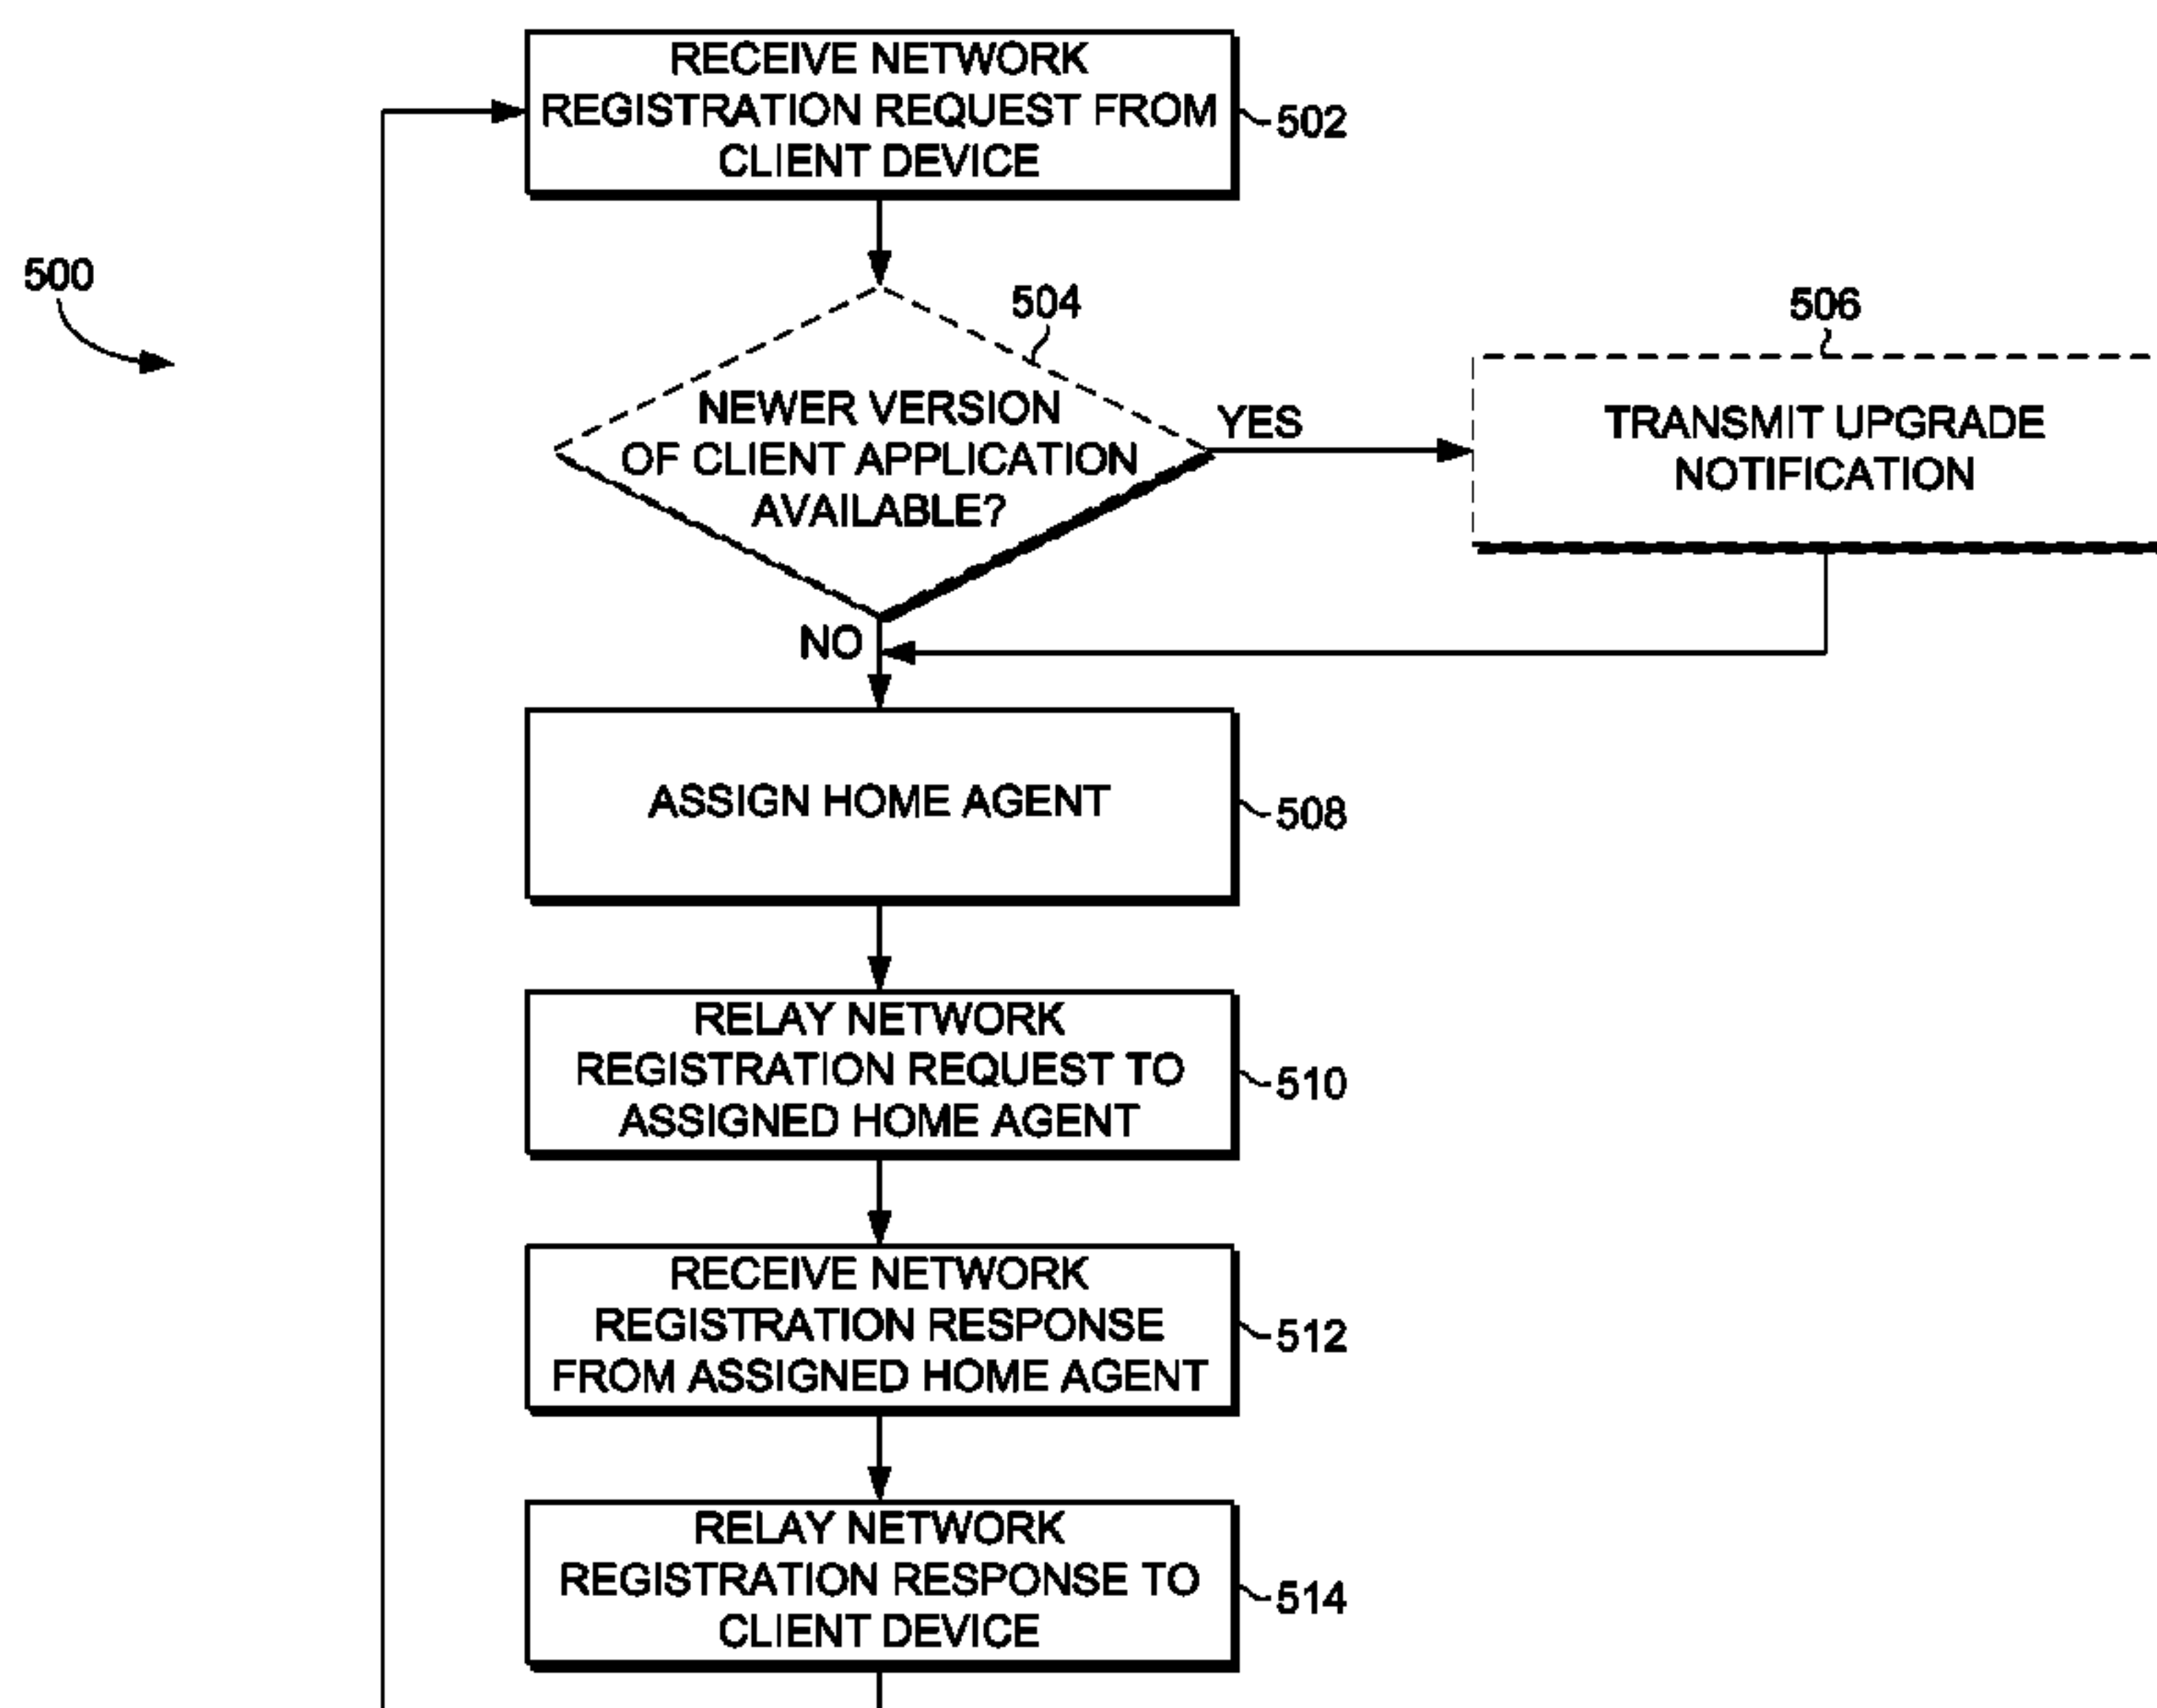 RECEIVE NETWORK
REGISTRATION REQUEST FROM
CLIENT DEVICE
502
500
504
NEWER VERSION
OF CLIENT APPLICATION
AVAILABLE?
YES
506
TRANSMIT UPGRADE
NOTIFICATION
NO
ASSIGN HOME AGENT
508
RELAY NETWORK
REGISTRATION REQUEST TO
ASSIGNED HOME AGENT
510
RECEIVE NETWORK
REGISTRATION RESPONSE
FROM ASSIGNED HOME AGENT
512
RELAY NETWORK
REGISTRATION RESPONSE TO
CLIENT DEVICE
514